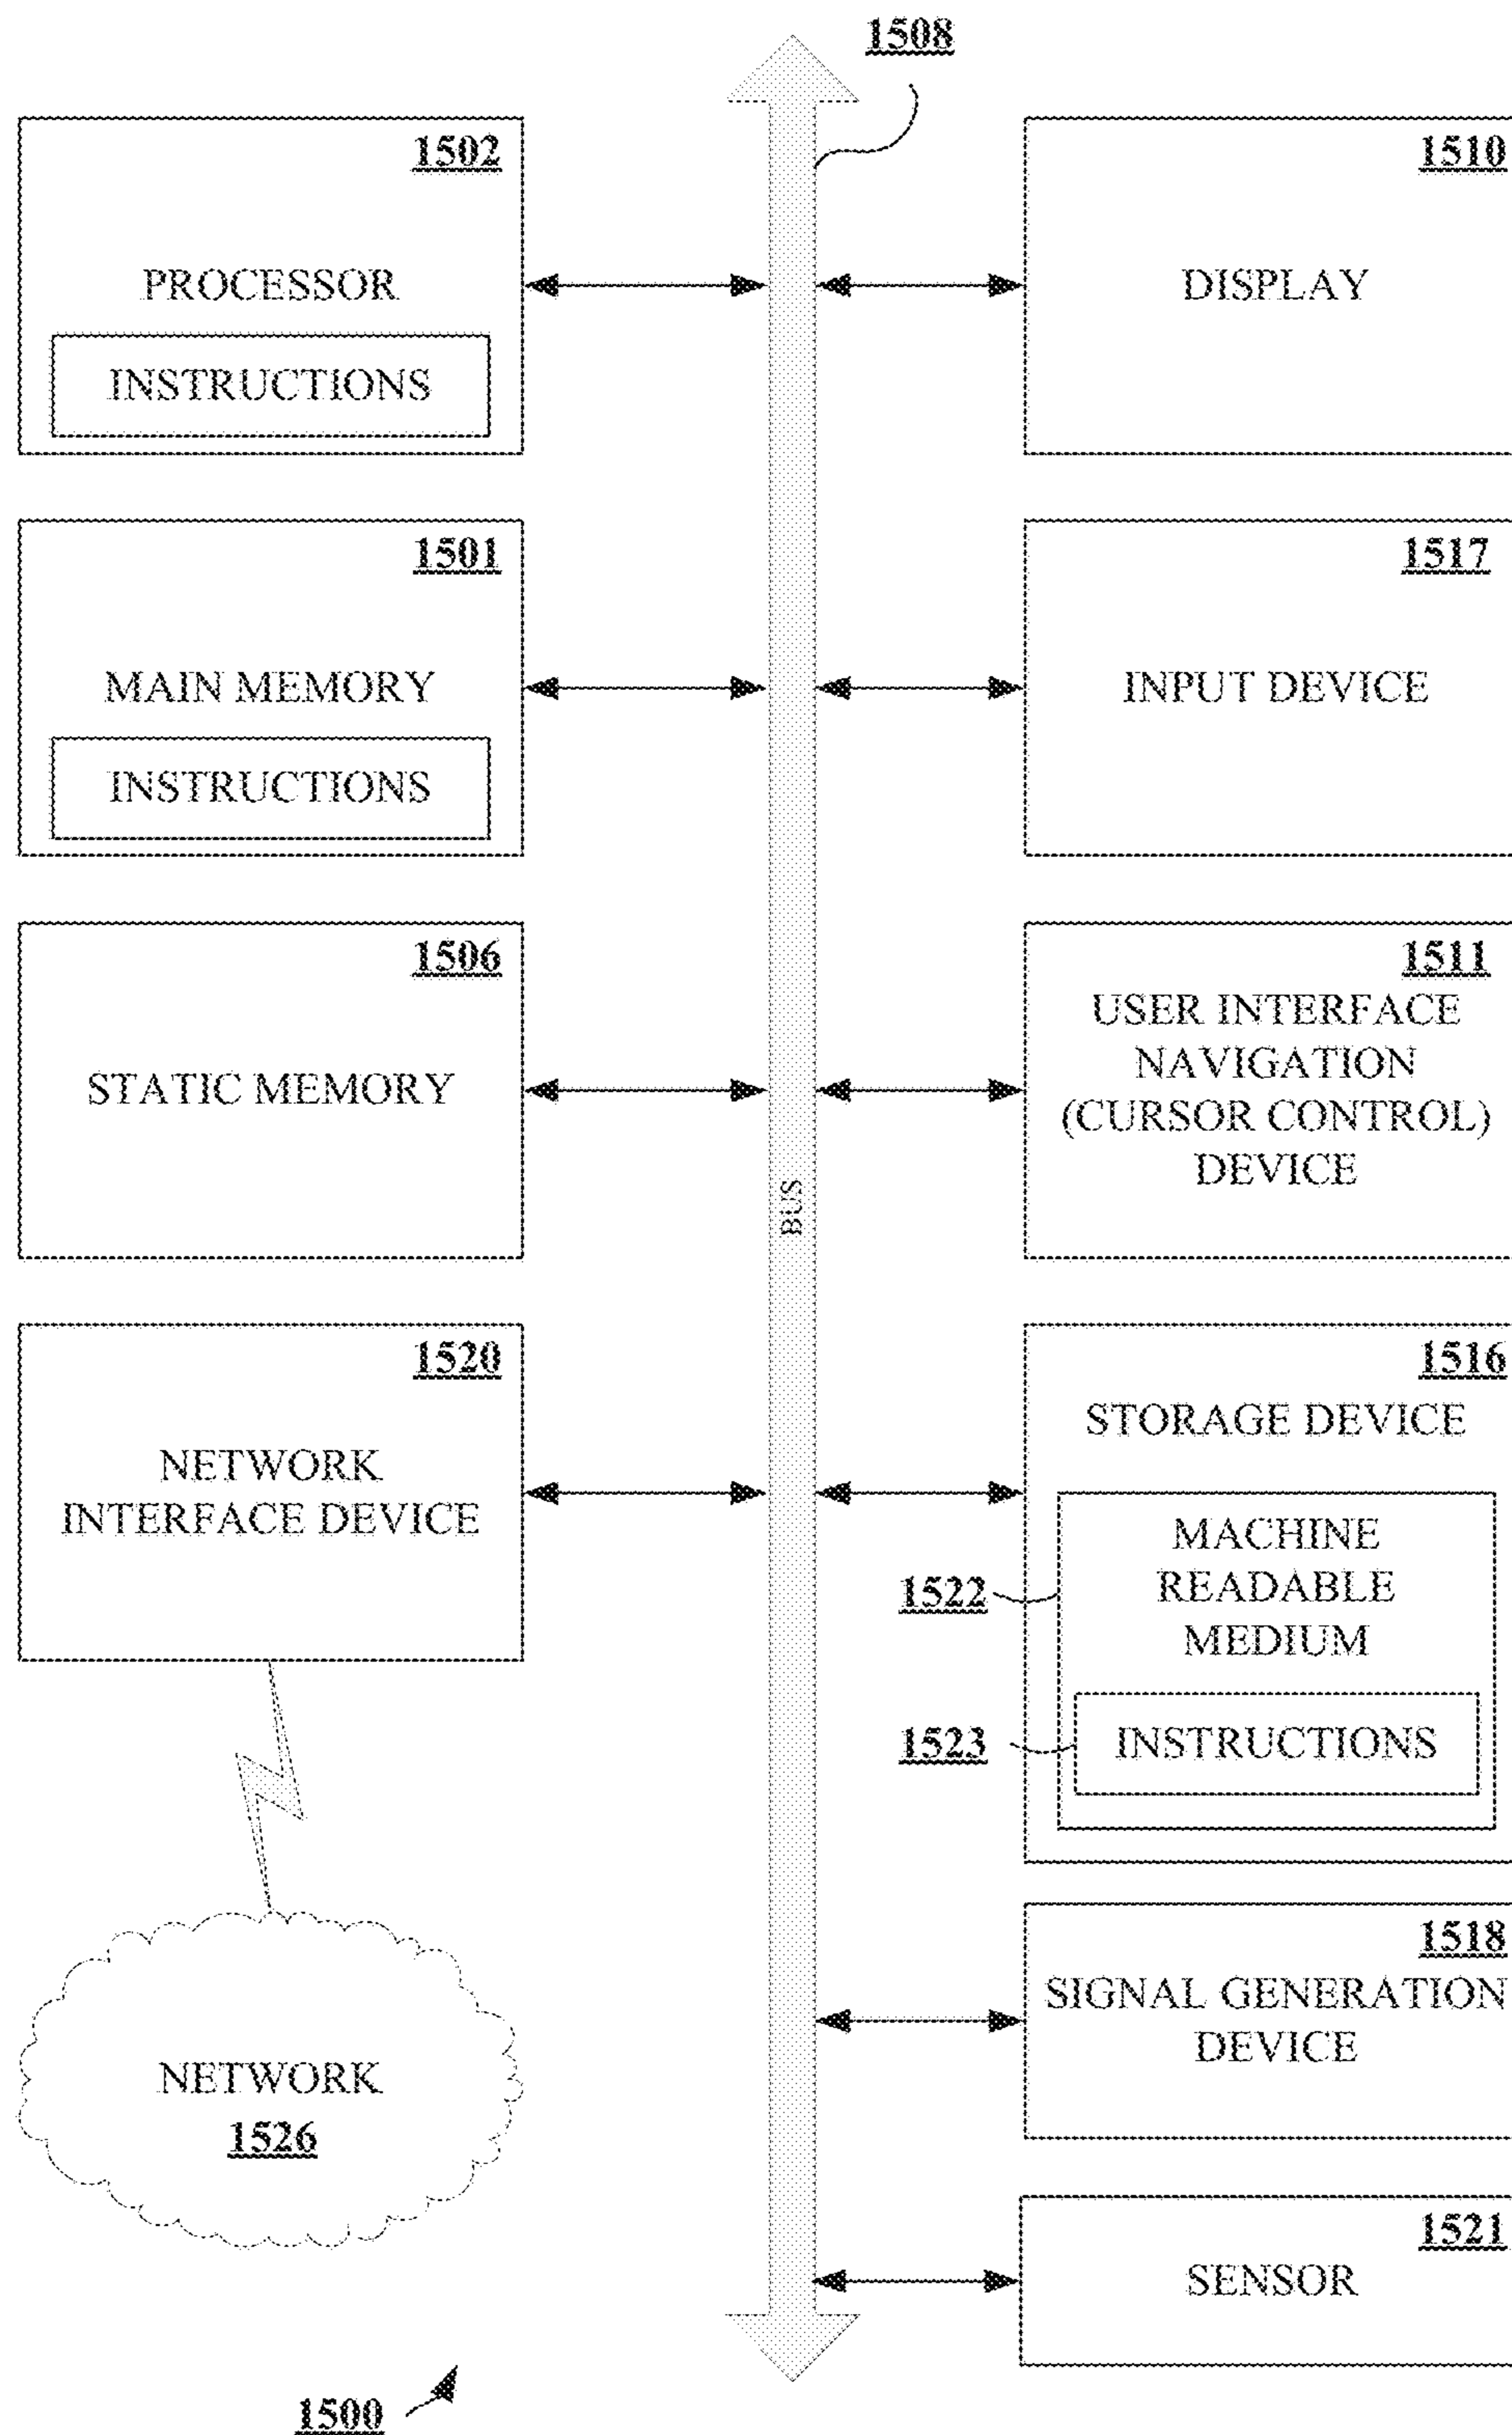 1508
1502
PROCESSOR
INSTRUCTIONS
1510
DISPLAY
1501
MAIN MEMORY
INSTRUCTIONS
1517
INPUT DEVICE
1506
STATIC MEMORY
1511
USER INTERFACE
NAVIGATION
(CURSOR CONTROL)
DEVICE
BUS
1520
NETWORK
INTERFACE DEVICE
1516
STORAGE DEVICE
MACHINE
READABLE
MEDIUM
1522
1523
INSTRUCTIONS
1518
SIGNAL GENERATION
DEVICE
NETWORK
1526
1521
SENSOR
1500